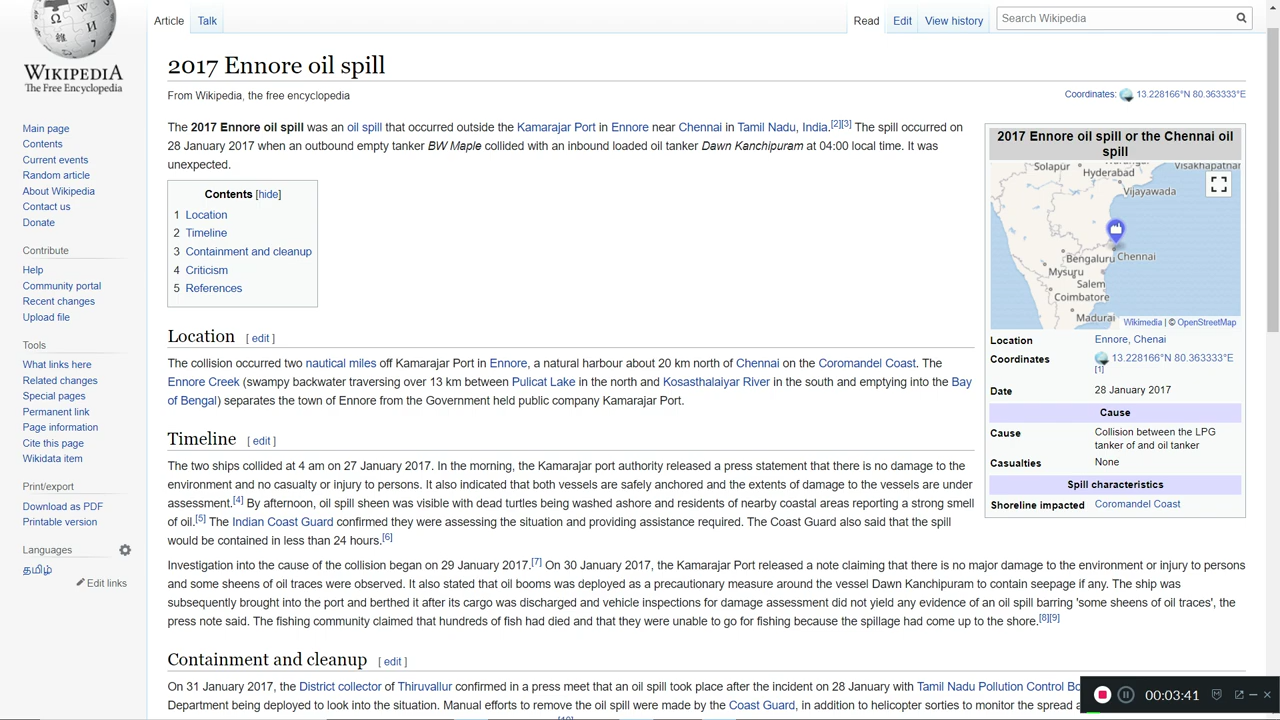 Article
Talk
Read
Edit
View history
Search Wikipedia
WIKIPEDIA
The Free Encyclopedia
Main page
Contents
Current events
Random article
About Wikipedia
Contact us
Donate
Contribute
Help
Community portal
Recent changes
Upload file
Tools
What links here
Related changes
Special pages
Permanent link
Page information
Cite this page
Wikidata item
Print/export
Download as PDF
Printable version
Languages
தமிழ்
Edit links
2017 Ennore oil spill
From Wikipedia, the free encyclopedia
Coordinates: 13.228166°N 80.363333°E
The 2017 Ennore oil spill was an oil spill that occurred outside the Kamarajar Port in Ennore near Chennai in Tamil Nadu, India.[2][3] The spill occurred on
28 January 2017 when an outbound empty tanker BW Maple collided with an inbound loaded oil tanker Dawn Kanchipuram at 04:00 local time. It was
unexpected.
Contents [hide]
1 Location
2 Timeline
3 Containment and cleanup
4 Criticism
5 References
Location [ edit ]
The collision occurred two nautical miles off Kamarajar Port in Ennore, a natural harbour about 20 km north of Chennai on the Coromandel Coast. The
Ennore Creek (swampy backwater traversing over 13 km between Pulicat Lake in the north and Kosasthalaiyar River in the south and emptying into the Bay
of Bengal) separates the town of Ennore from the Government held public company Kamarajar Port.
Timeline [ edit ]
The two ships collided at 4 am on 27 January 2017. In the morning, the Kamarajar port authority released a press statement that there is no damage to the
environment and no casualty or injury to persons. It also indicated that both vessels are safely anchored and the extents of damage to the vessels are under
assessment.[4] By afternoon, oil spill sheen was visible with dead turtles being washed ashore and residents of nearby coastal areas reporting a strong smell
of oil.[5] The Indian Coast Guard confirmed they were assessing the situation and providing assistance required. The Coast Guard also said that the spill
would be contained in less than 24 hours.[6]
Investigation into the cause of the collision began on 29 January 2017.[7] On 30 January 2017, the Kamarajar Port released a note claiming that there is no major damage to the environment or injury to persons
and some sheens of oil traces were observed. It also stated that oil booms was deployed as a precautionary measure around the vessel Dawn Kanchipuram to contain seepage if any. The ship was
subsequently brought into the port and berthed it after its cargo was discharged and vehicle inspections for damage assessment did not yield any evidence of an oil spill barring 'some sheens of oil traces', the
press note said. The fishing community claimed that hundreds of fish had died and that they were unable to go for fishing because the spillage had come up to the shore.[8][9]
Containment and cleanup [ edit ]
On 31 January 2017, the District collector of Thiruvallur confirmed in a press meet that an oil spill took place after the incident on 28 January with Tamil Nadu Pollution Control
Department being deployed to look into the situation. Manual efforts to remove the oil spill were made by the Coast Guard, in addition to helicopter sorties to monitor the spread
2017 Ennore oil spill or the Chennai oil
spill
Solapur
Hyderabad
Visakhapatnar
Vijayawada
Bengaluru
Chennai
Mysuru
Salem
Coimbatore
Madurai
Wikimedia | © OpenStreetMap
Location Ennore, Chenai
Coordinates 13.228166°N 80.363333°E
[1]
Date 28 January 2017
Cause
Cause Collision between the LPG
tanker of and oil tanker
Casualties None
Spill characteristics
Shoreline impacted Coromandel Coast
00:03:41